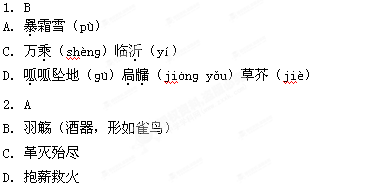 1. B
A. 暴霜雪（pù）
C. 万乘（shèng）临沂（yí）
D. 呱呱坠地（gù）扃牖（jiōng yǒu）草芥（jiè）
2. A
B. 羽觞（酒器，形如雀鸟）
C. 革灭殆尽
D. 抱薪救火